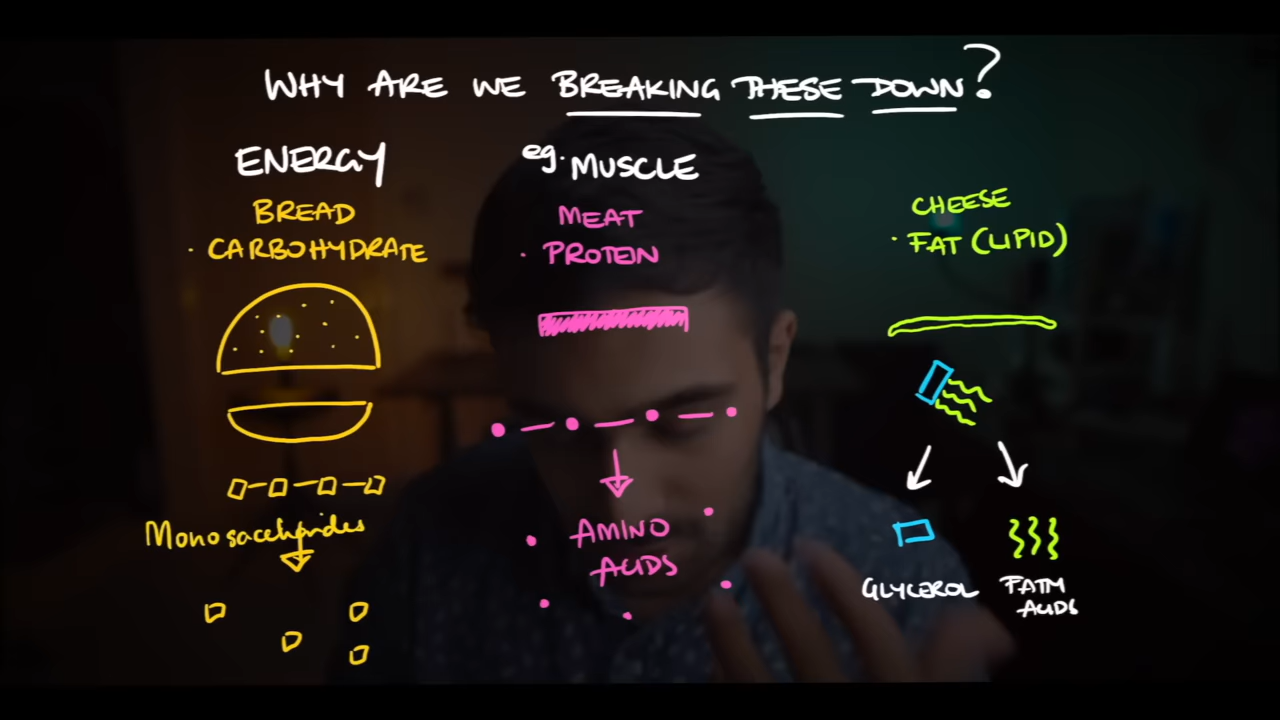 WHY ARE WE BREAKING THESE DOWN?
ENERGY
BREAD
· CARBOHYDRATE
Monosaccharides
eg. MUSCLE
MEAT
· PROTEIN
AMINO
ACIDS
CHEESE
· FAT (LIPID)
GLYCEROL
FATTY
ACIDS